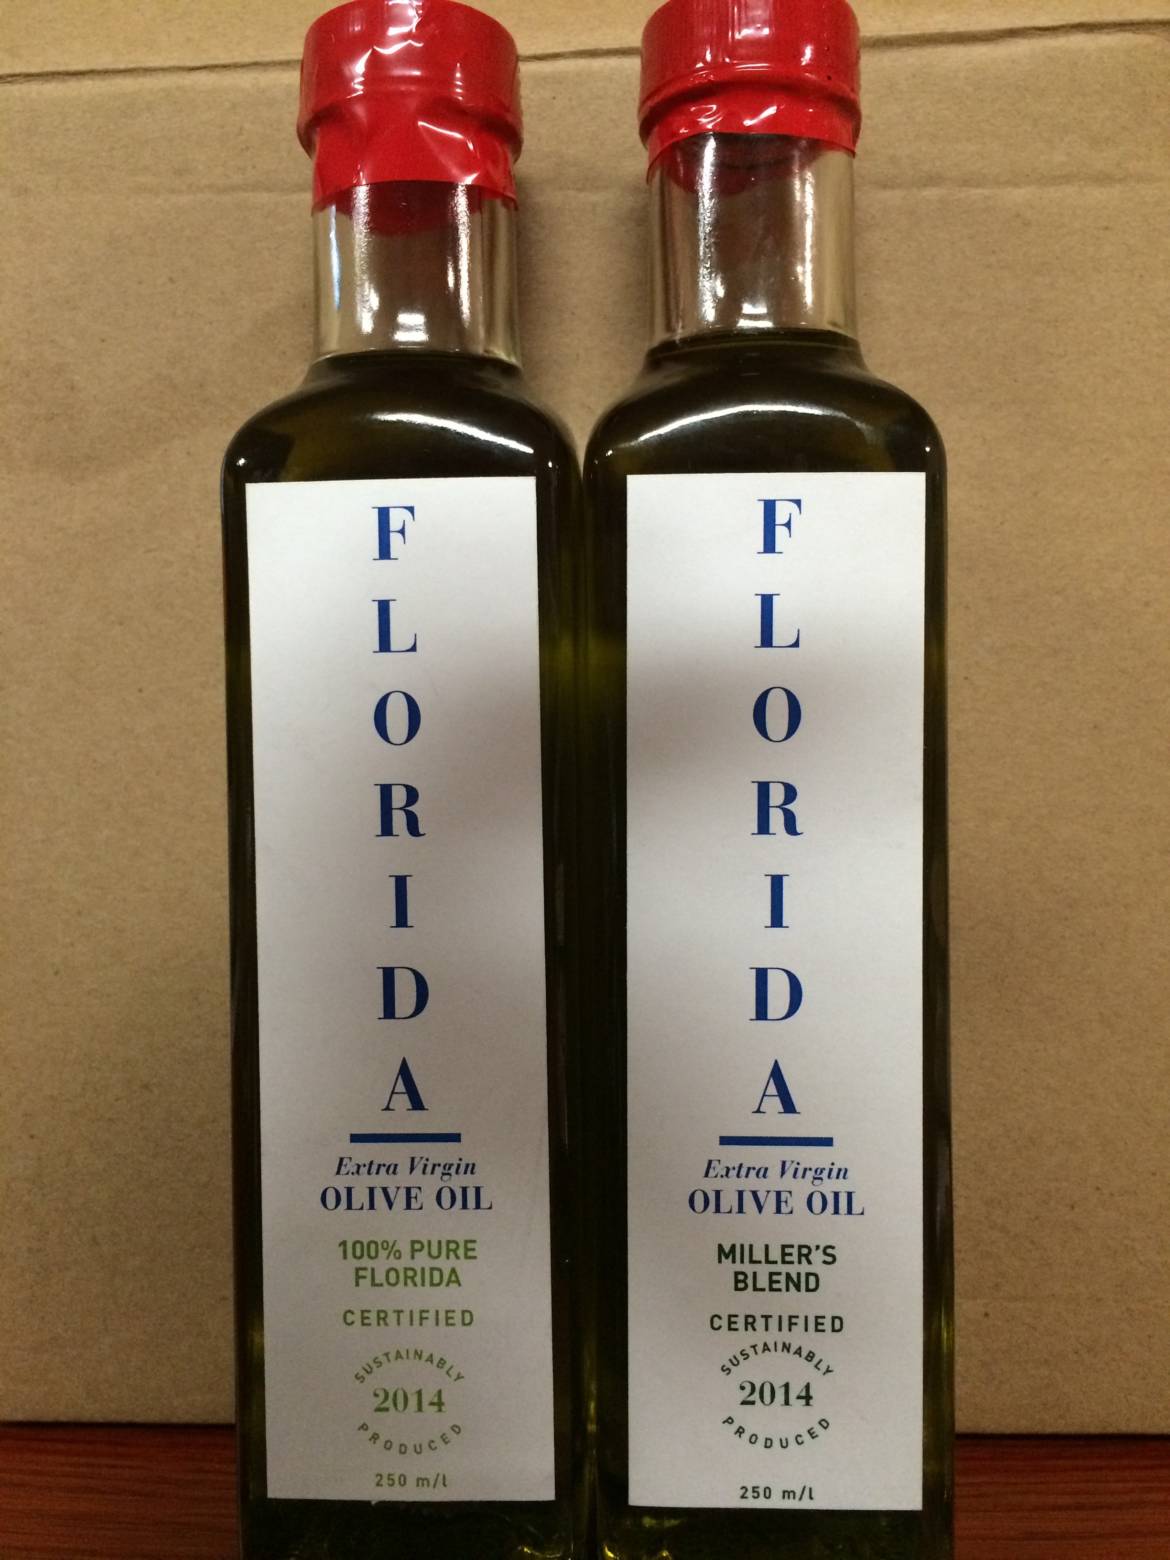 F
L
O
R
I
D
A
Extra Virgin
OLIVE OIL
100% PURE
FLORIDA
CERTIFIED
SUSTAINABLY
2014
PRODUCED
250 m/l
F
L
O
R
I
D
A
Extra Virgin
OLIVE OIL
MILLER'S
BLEND
CERTIFIED
SUSTAINABLY
2014
PRODUCED
250 m/l